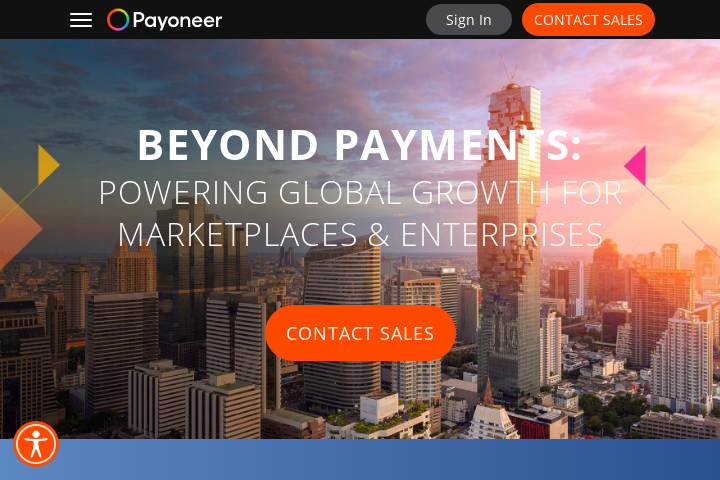 Payoneer
Sign In
CONTACT SALES
BEYOND PAYMENTS:
POWERING GLOBAL GROWTH FOR
MARKETPLACES & ENTERPRISES
CONTACT SALES